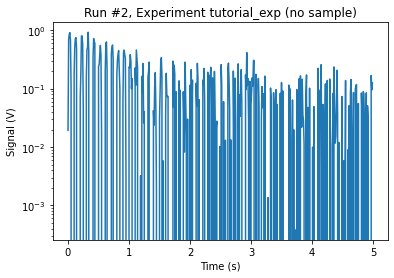 Run #2, Experiment tutorial_exp (no sample)
Signal (V)
10⁰
10⁻¹
10⁻²
10⁻³
0 1 2 3 4 5
Time (s)